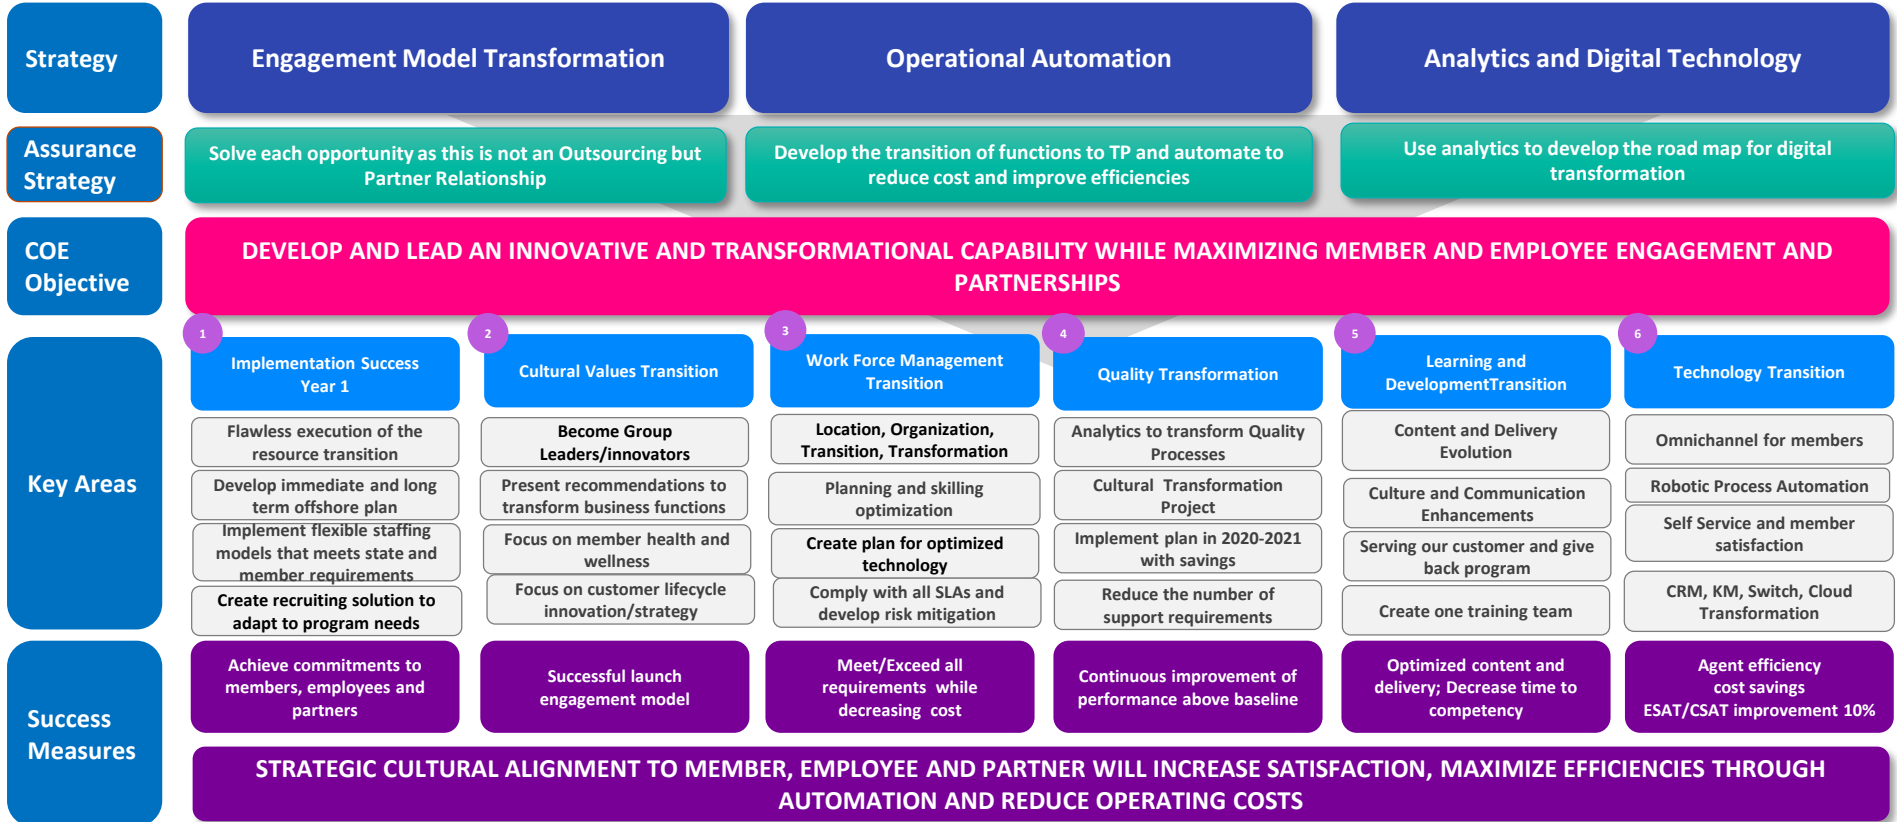 Strategy
Engagement Model Transformation
Operational Automation
Analytics and Digital Technology
Assurance
Strategy
Solve each opportunity as this is not an Outsourcing but
Partner Relationship
Develop the transition of functions to TP and automate to
reduce cost and improve efficiencies
Use analytics to develop the road map for digital
transformation
COE
Objective
DEVELOP AND LEAD AN INNOVATIVE AND TRANSFORMATIONAL CAPABILITY WHILE MAXIMIZING MEMBER AND EMPLOYEE ENGAGEMENT AND
PARTNERSHIPS
Key Areas
1
Implementation Success
Year 1
Flawless execution of the
resource transition
Develop immediate and long
term offshore plan
Implement flexible staffing
models that meets state and
member requirements
Create recruiting solution to
adapt to program needs
2
Cultural Values Transition
Become Group
Leaders/innovators
Present recommendations to
transform business functions
Focus on member health and
wellness
Focus on customer lifecycle
innovation/strategy
3
Work Force Management
Transition
Location, Organization,
Transition, Transformation
Planning and skilling
optimization
Create plan for optimized
technology
Comply with all SLAs and
develop risk mitigation
4
Quality Transformation
Analytics to transform Quality
Processes
Cultural Transformation
Project
Implement plan in 2020-2021
with savings
Reduce the number of
support requirements
5
Learning and
DevelopmentTransition
Content and Delivery
Evolution
Culture and Communication
Enhancements
Serving our customer and give
back program
Create one training team
6
Technology Transition
Omnichannel for members
Robotic Process Automation
Self Service and member
satisfaction
CRM, KM, Switch, Cloud
Transformation
Success
Measures
Achieve commitments to
members, employees and
partners
Successful launch
engagement model
Meet/Exceed all
requirements while
decreasing cost
Continuous improvement of
performance above baseline
Optimized content and
delivery; Decrease time to
competency
Agent efficiency
cost savings
ESAT/CSAT improvement 10%
STRATEGIC CULTURAL ALIGNMENT TO MEMBER, EMPLOYEE AND PARTNER WILL INCREASE SATISFACTION, MAXIMIZE EFFICIENCIES THROUGH
AUTOMATION AND REDUCE OPERATING COSTS